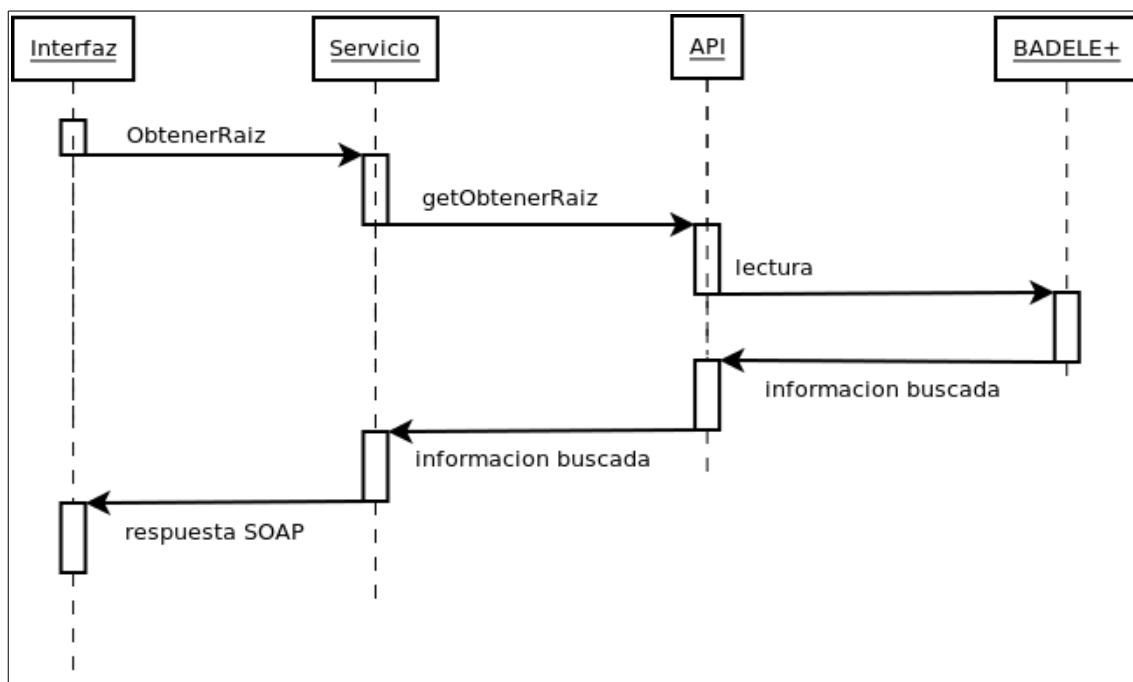 Interfaz
Servicio
API
BADELE+
ObtenerRaiz
getObtenerRaiz
lectura
informacion buscada
informacion buscada
respuesta SOAP